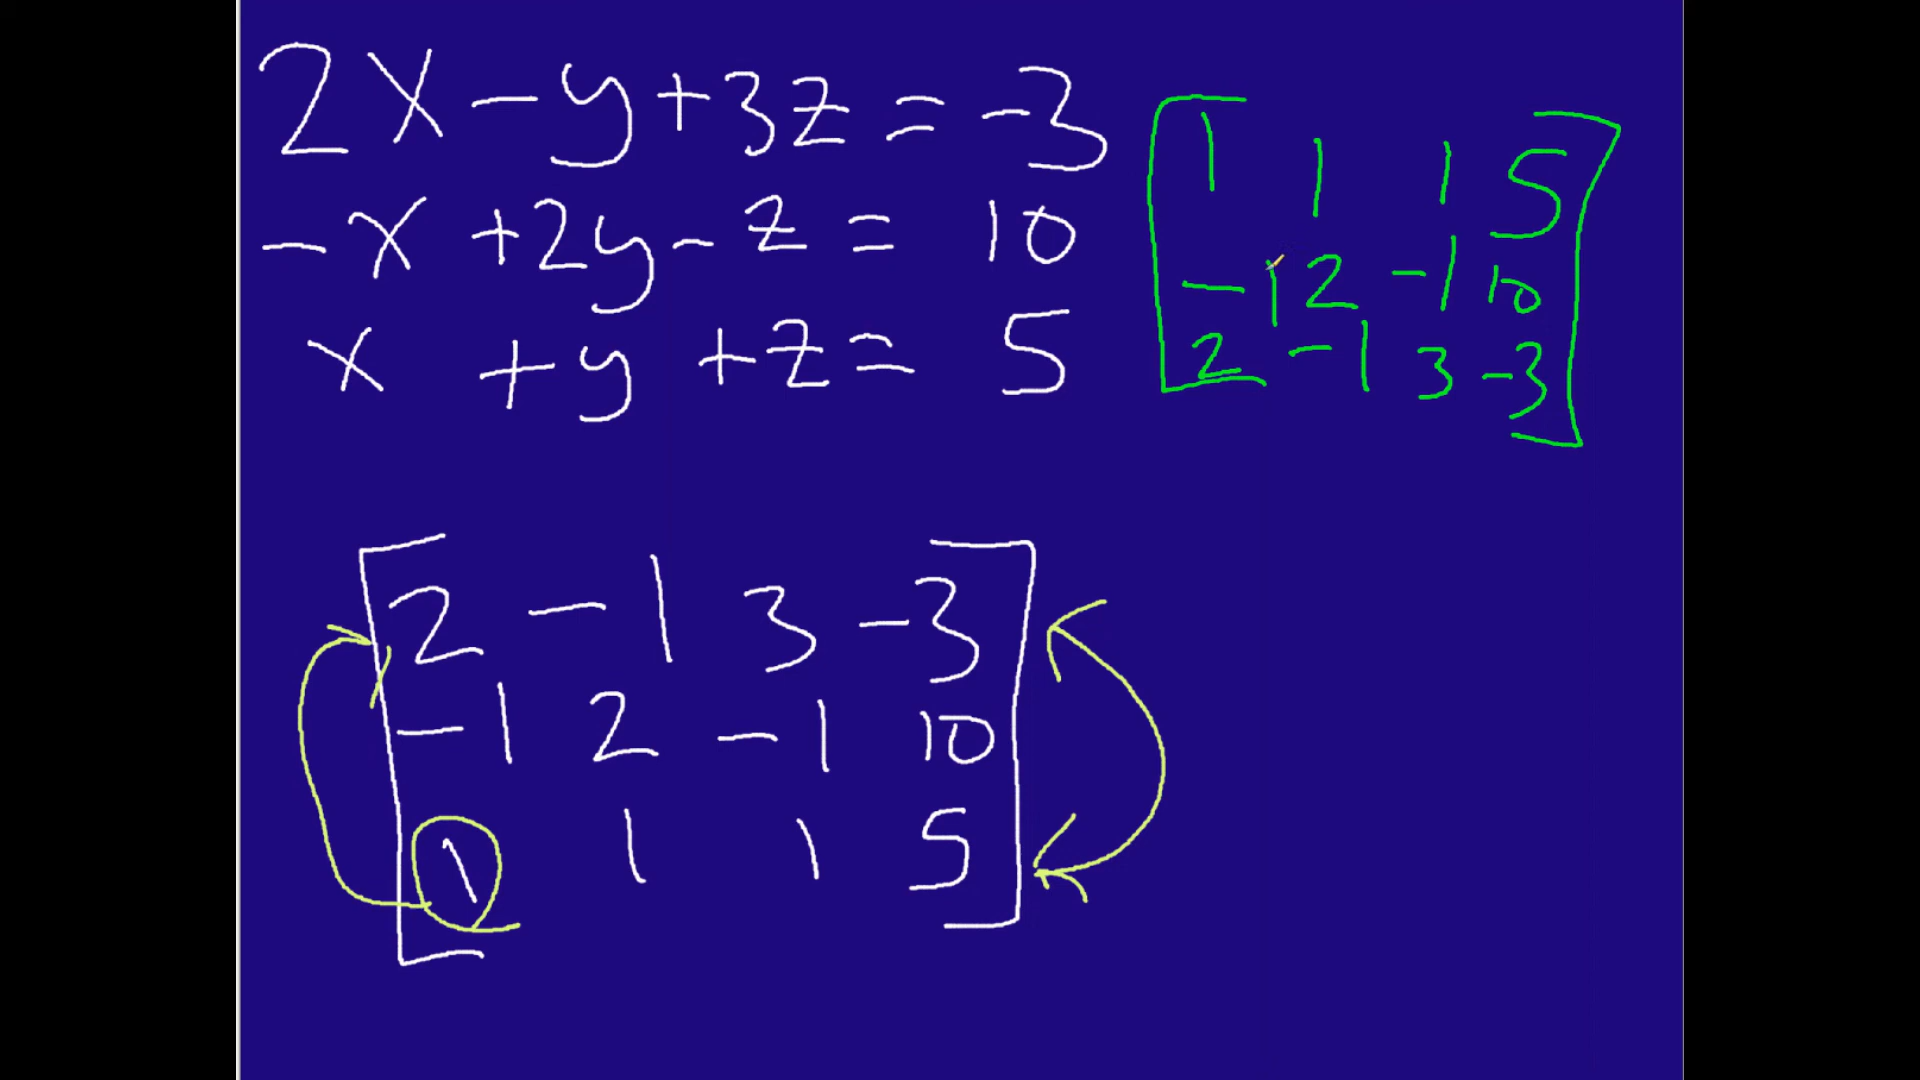 2x - y + 3z = -3
-x + 2y - z = 10
x + y + z = 5
1 1 1 5
-1 2 -1 10
2 -1 3 -3
2 -1 3 -3
-1 2 -1 10
1 1 1 5